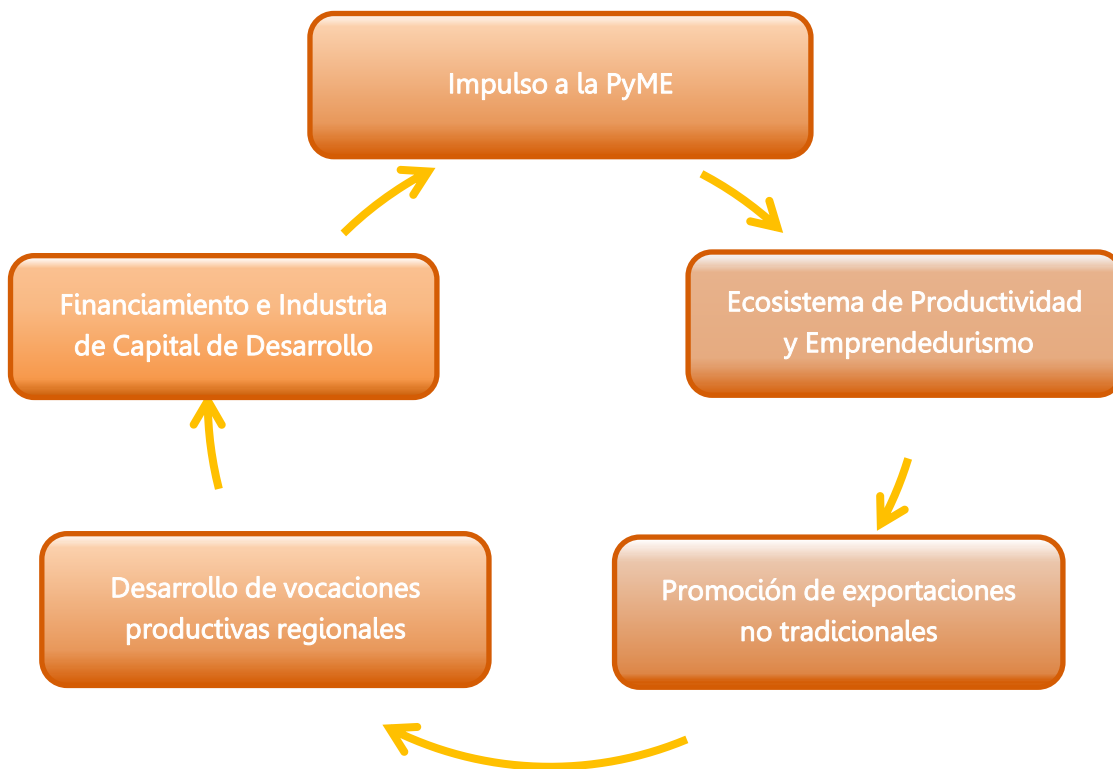 Impulso a la PyME
Ecosistema de Productividad
y Emprendedurismo
Promoción de exportaciones
no tradicionales
Desarrollo de vocaciones
productivas regionales
Financiamiento e Industria
de Capital de Desarrollo